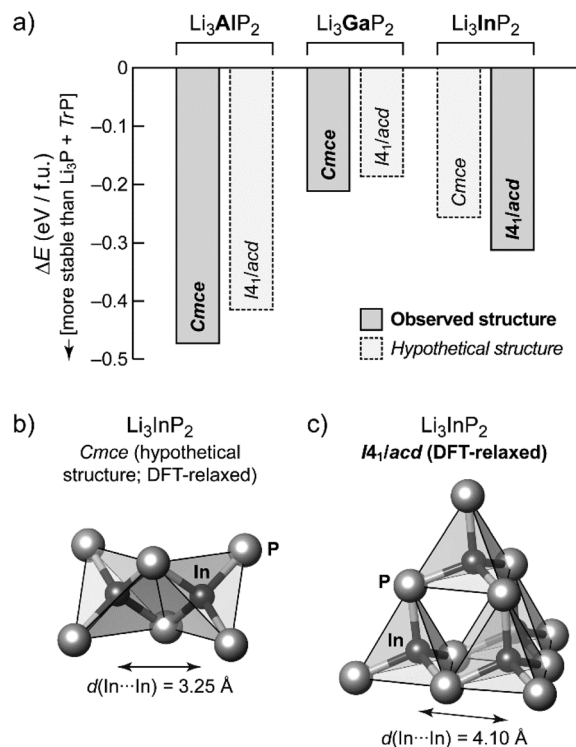 a)
Li₃AlP₂ Li₃GaP₂ Li₃InP₂
0
–0.1
–0.2
–0.3
–0.4
–0.5
ΔE (eV / f.u.)
[more stable than Li₃P + TrP]
Cmce
I4₁/acd
Cmce
I4₁/acd
Cmce
I4₁/acd
Observed structure
Hypothetical structure
b)
Li₃InP₂
Cmce (hypothetical
structure; DFT-relaxed)
P
In
d(In···In) = 3.25 Å
c)
Li₃InP₂
I4₁/acd (DFT-relaxed)
P
In
d(In···In) = 4.10 Å